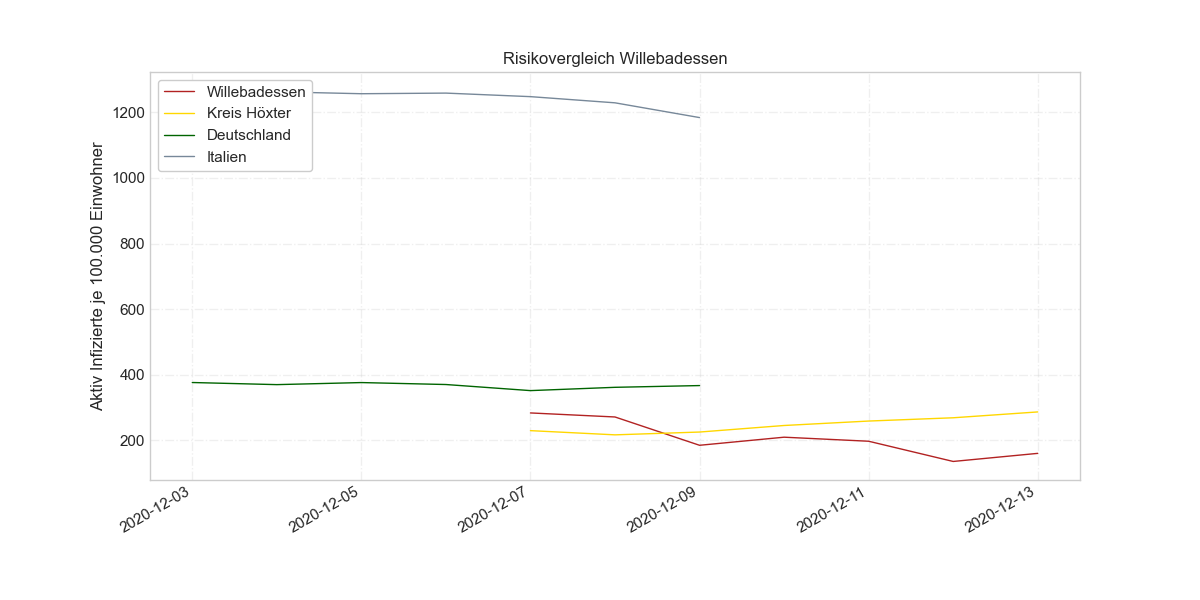 Risikovergleich Willebadessen
Willebadessen
Kreis Höxter
Deutschland
Italien
Aktiv Infizierte je 100.000 Einwohner
1200
1000
800
600
400
200
2020-12-03
2020-12-05
2020-12-07
2020-12-09
2020-12-11
2020-12-13